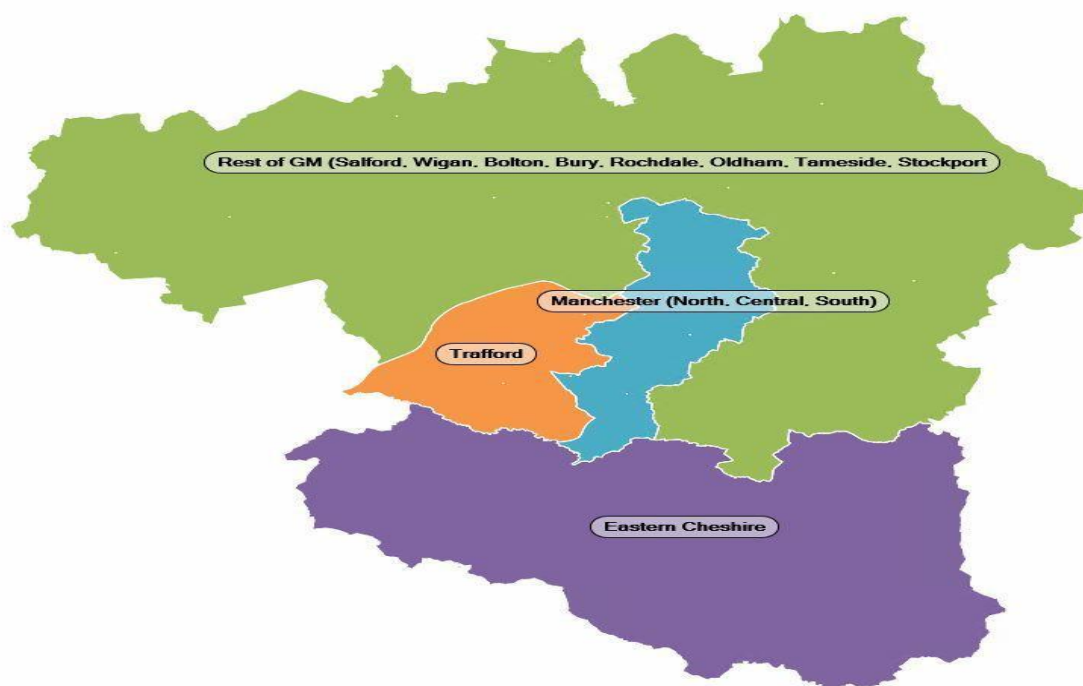 Rest of GM (Salford, Wigan, Bolton, Bury, Rochdale, Oldham, Tameside, Stockport
Manchester (North, Central, South)
Trafford
Eastern Cheshire